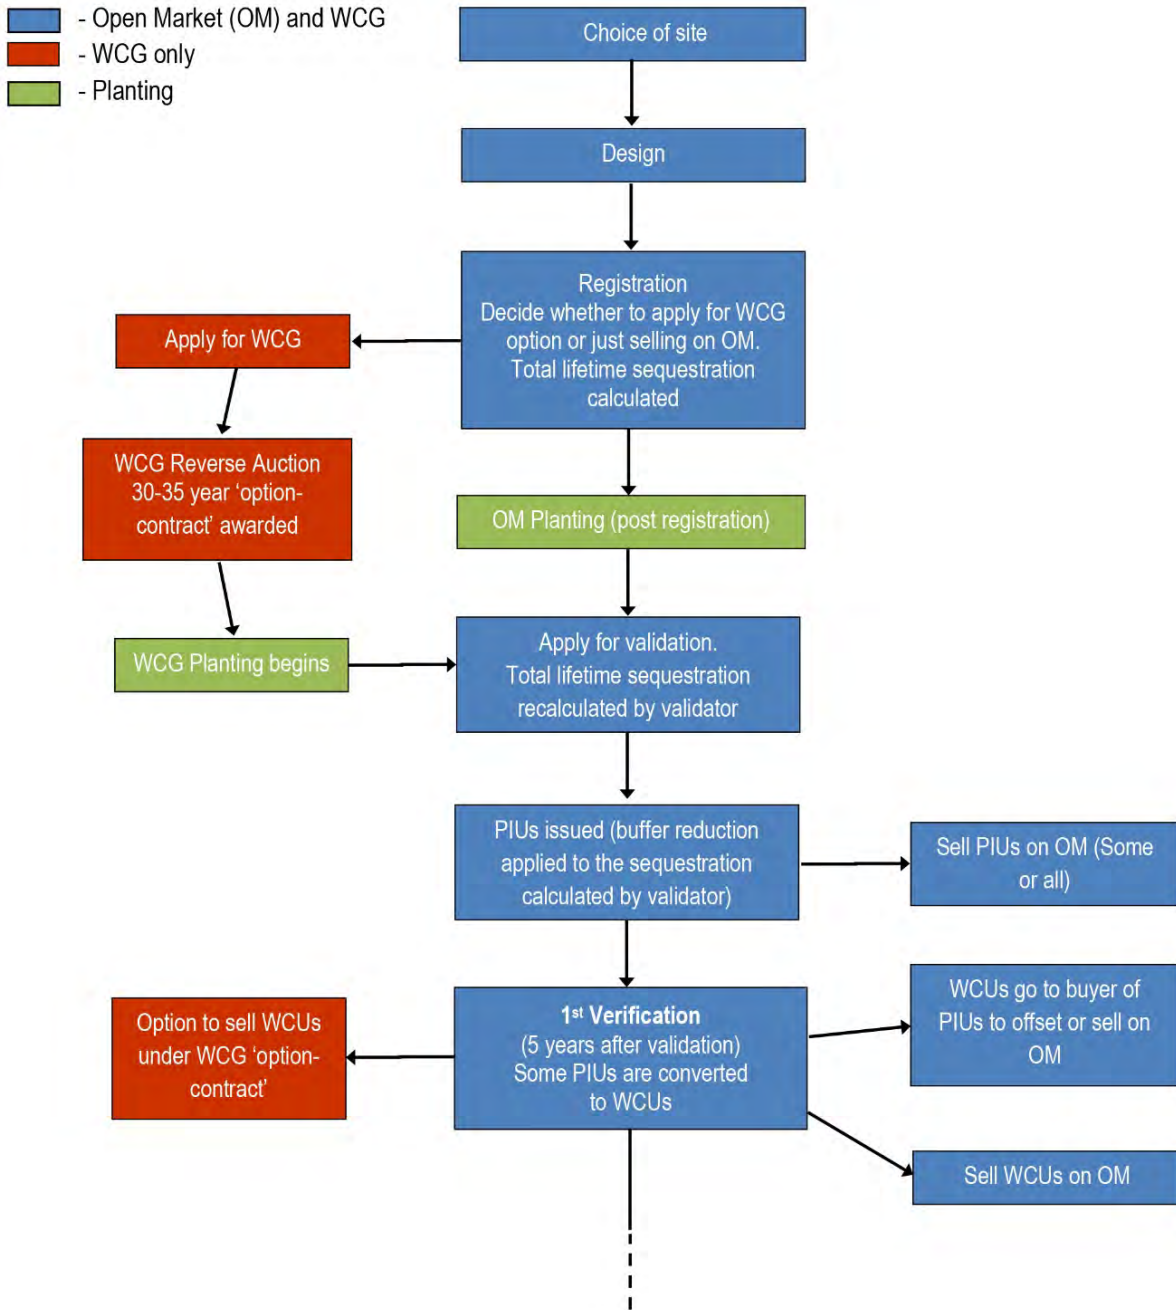 - Open Market (OM) and WCG
- WCG only
- Planting
Choice of site
Design
Registration
Decide whether to apply for WCG
option or just selling on OM.
Total lifetime sequestration
calculated
Apply for WCG
WCG Reverse Auction
30-35 year ‘option-
contract’ awarded
OM Planting (post registration)
WCG Planting begins
Apply for validation.
Total lifetime sequestration
recalculated by validator
PIUs issued (buffer reduction
applied to the sequestration
calculated by validator)
Sell PIUs on OM (Some
or all)
1st Verification
(5 years after validation)
Some PIUs are converted
to WCUs
Option to sell WCUs
under WCG ‘option-
contract’
WCUs go to buyer of
PIUs to offset or sell on
OM
Sell WCUs on OM